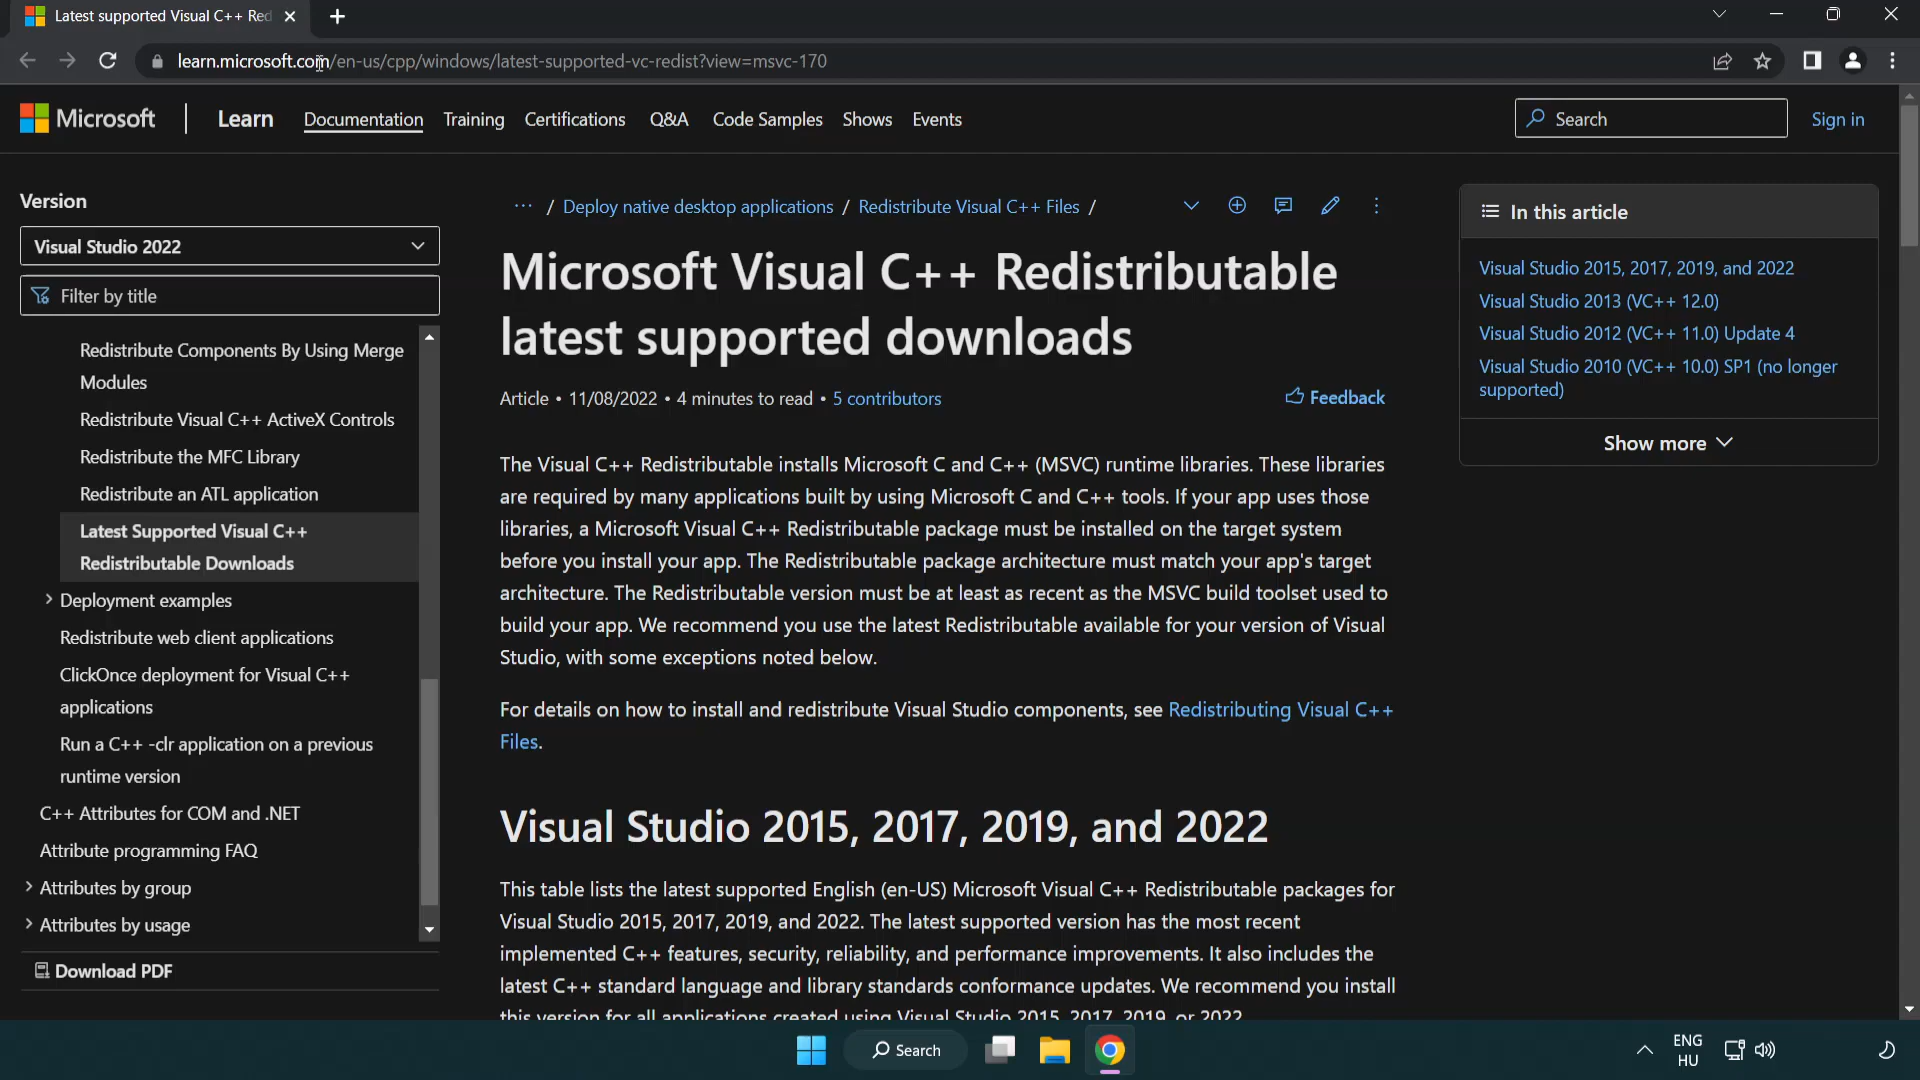 Latest supported Visual C++ Red
learn.microsoft.com/en-us/cpp/windows/latest-supported-vc-redist?view=msvc-170
Microsoft
Learn
Documentation
Training
Certifications
Q&A
Code Samples
Shows
Events
Search
Sign in
Version
Visual Studio 2022
Filter by title
Redistribute Components By Using Merge
Modules
Redistribute Visual C++ ActiveX Controls
Redistribute the MFC Library
Redistribute an ATL application
Latest Supported Visual C++
Redistributable Downloads
Deployment examples
Redistribute web client applications
ClickOnce deployment for Visual C++
applications
Run a C++ -clr application on a previous
runtime version
C++ Attributes for COM and .NET
Attribute programming FAQ
Attributes by group
Attributes by usage
Download PDF
··· / Deploy native desktop applications / Redistribute Visual C++ Files /
Microsoft Visual C++ Redistributable
latest supported downloads
Article • 11/08/2022 • 4 minutes to read • 5 contributors
Feedback
The Visual C++ Redistributable installs Microsoft C and C++ (MSVC) runtime libraries. These libraries
are required by many applications built by using Microsoft C and C++ tools. If your app uses those
libraries, a Microsoft Visual C++ Redistributable package must be installed on the target system
before you install your app. The Redistributable package architecture must match your app's target
architecture. The Redistributable version must be at least as recent as the MSVC build toolset used to
build your app. We recommend you use the latest Redistributable available for your version of Visual
Studio, with some exceptions noted below.
For details on how to install and redistribute Visual Studio components, see Redistributing Visual C++
Files.
Visual Studio 2015, 2017, 2019, and 2022
This table lists the latest supported English (en-US) Microsoft Visual C++ Redistributable packages for
Visual Studio 2015, 2017, 2019, and 2022. The latest supported version has the most recent
implemented C++ features, security, reliability, and performance improvements. It also includes the
latest C++ standard language and library standards conformance updates. We recommend you install
this version for all applications created using Visual Studio 2015, 2017, 2019, or 2022.
In this article
Visual Studio 2015, 2017, 2019, and 2022
Visual Studio 2013 (VC++ 12.0)
Visual Studio 2012 (VC++ 11.0) Update 4
Visual Studio 2010 (VC++ 10.0) SP1 (no longer
supported)
Show more
Search
ENG
HU